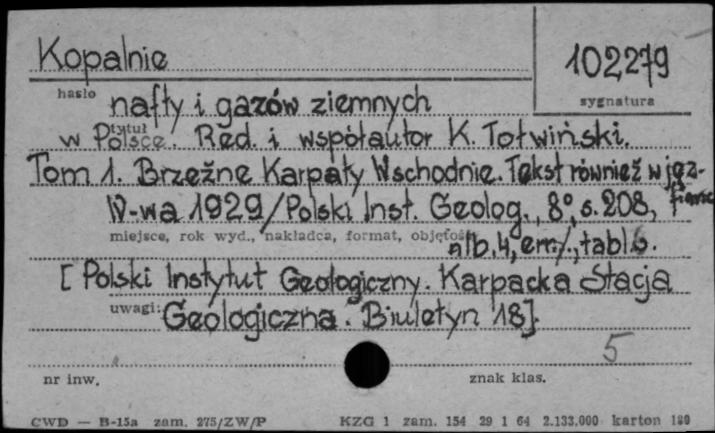 Kopalnie
102279
hasło
sygnatura
nafty i gazów ziemnych
tytuł
w Polsce. Red. i współautor K. Tołwiński.
Tom 1. Brzeżne Karpaty Wschodnie. Tekst również w jęz.
W-wa 1929/Polski Inst. Geolog., 8°, s. 208,
miejsce, rok wyd., nakładca, format, objętość
nlb. 4, err./, tabl. 6.
[Polski Instytut Geologiczny. Karpacka Stacja
uwagi:
Geologiczna. Biuletyn 18].
5
nr inw.
znak klas.
CWD — B-15a zam. 275/ZW/P
KZG 1 zam. 154 29 1 64 2.133.000 karton 180